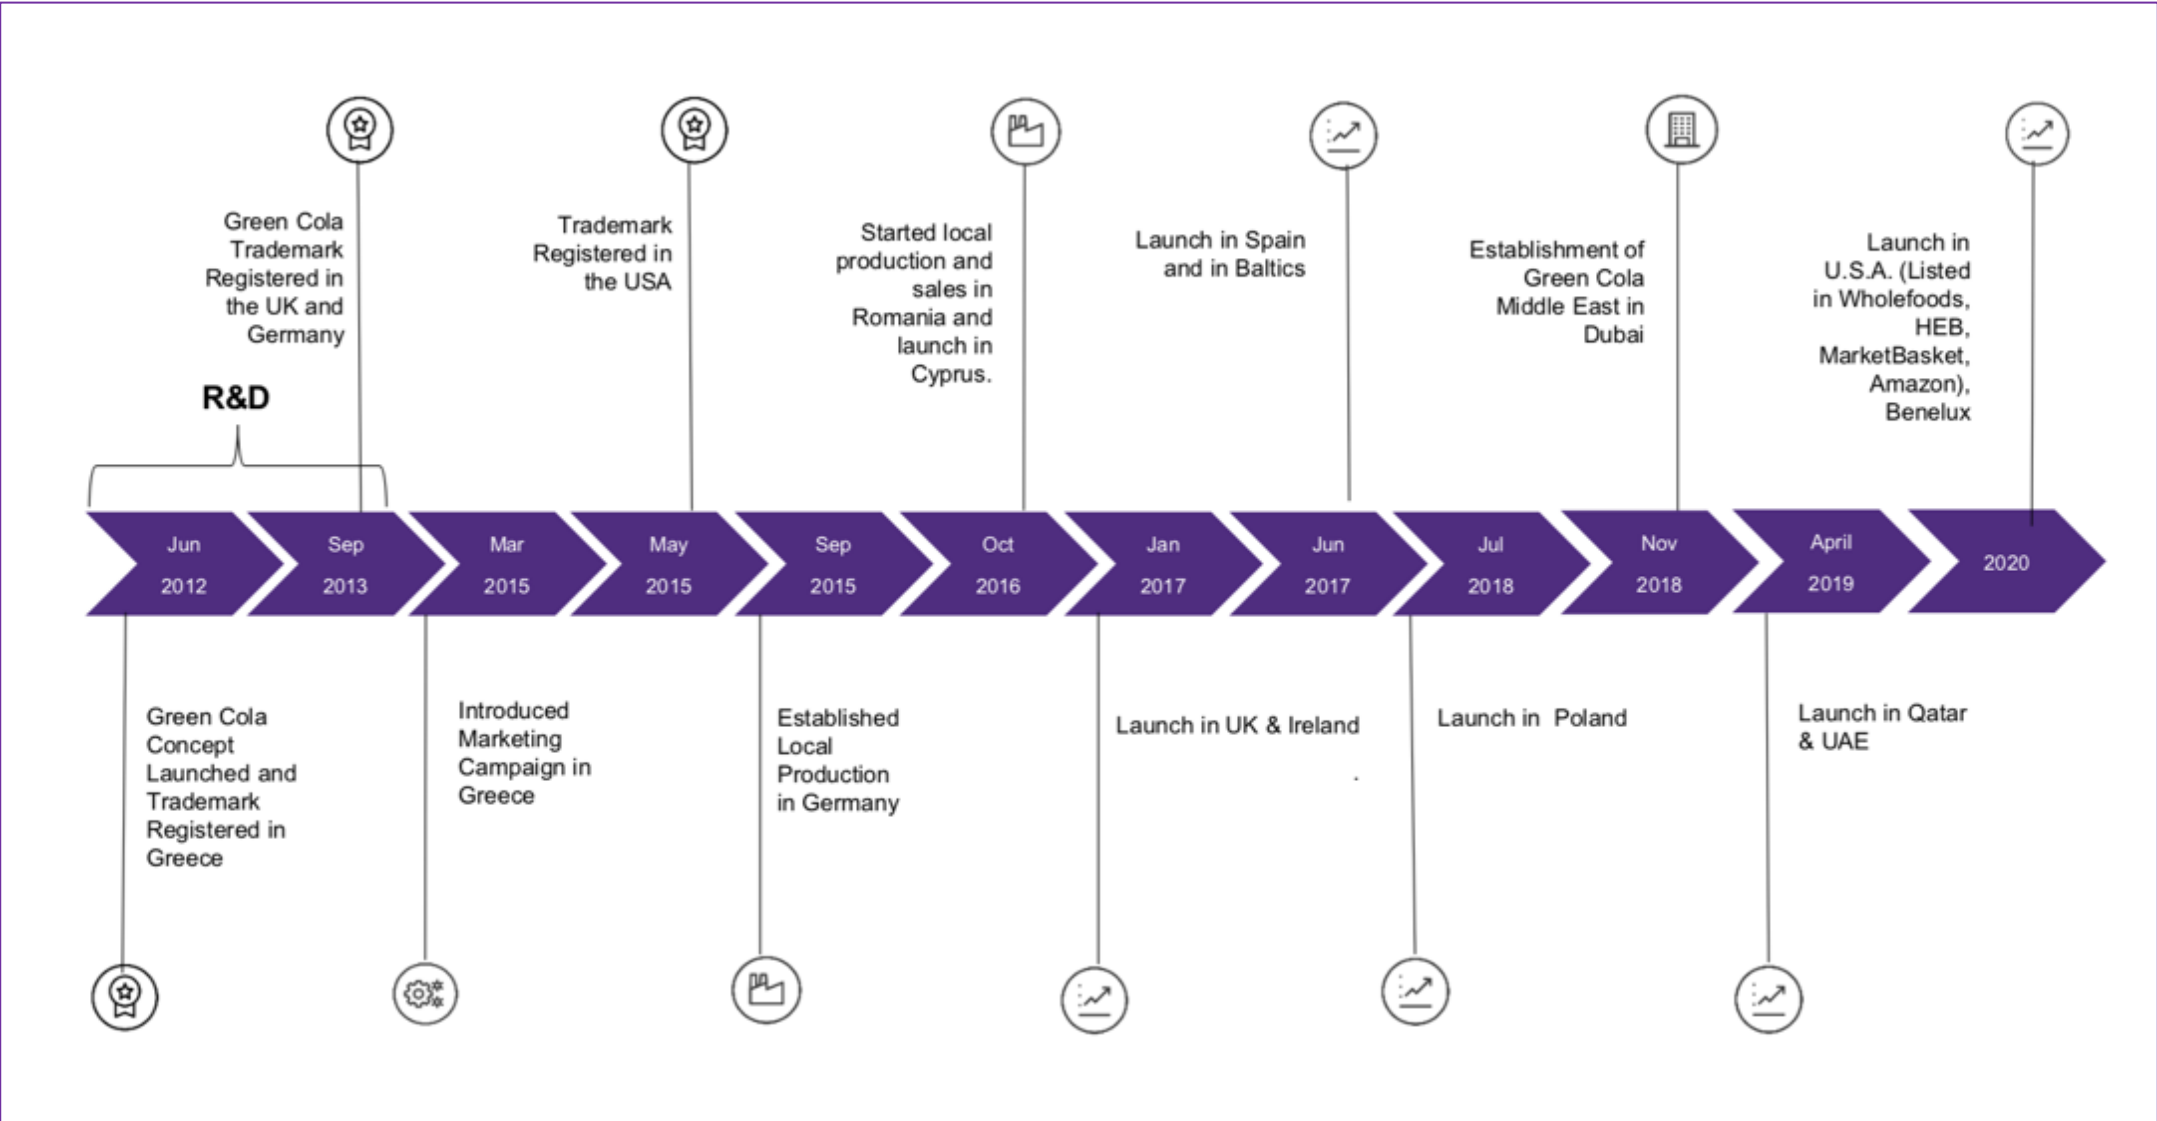 Green Cola
Trademark
Registered in
the UK and
Germany
Trademark
Registered in
the USA
Started local
production and
sales in
Romania and
launch in
Cyprus.
Launch in Spain
and in Baltics
Establishment of
Green Cola
Middle East in
Dubai
Launch in
U.S.A. (Listed
in Wholefoods,
HEB,
MarketBasket,
Amazon),
Benelux
R&D
Jun
2012
Sep
2013
Mar
2015
May
2015
Sep
2015
Oct
2016
Jan
2017
Jun
2017
Jul
2018
Nov
2018
April
2019
2020
Green Cola
Concept
Launched and
Trademark
Registered in
Greece
Introduced
Marketing
Campaign in
Greece
Established
Local
Production
in Germany
Launch in UK & Ireland
.
Launch in  Poland
Launch in Qatar
& UAE